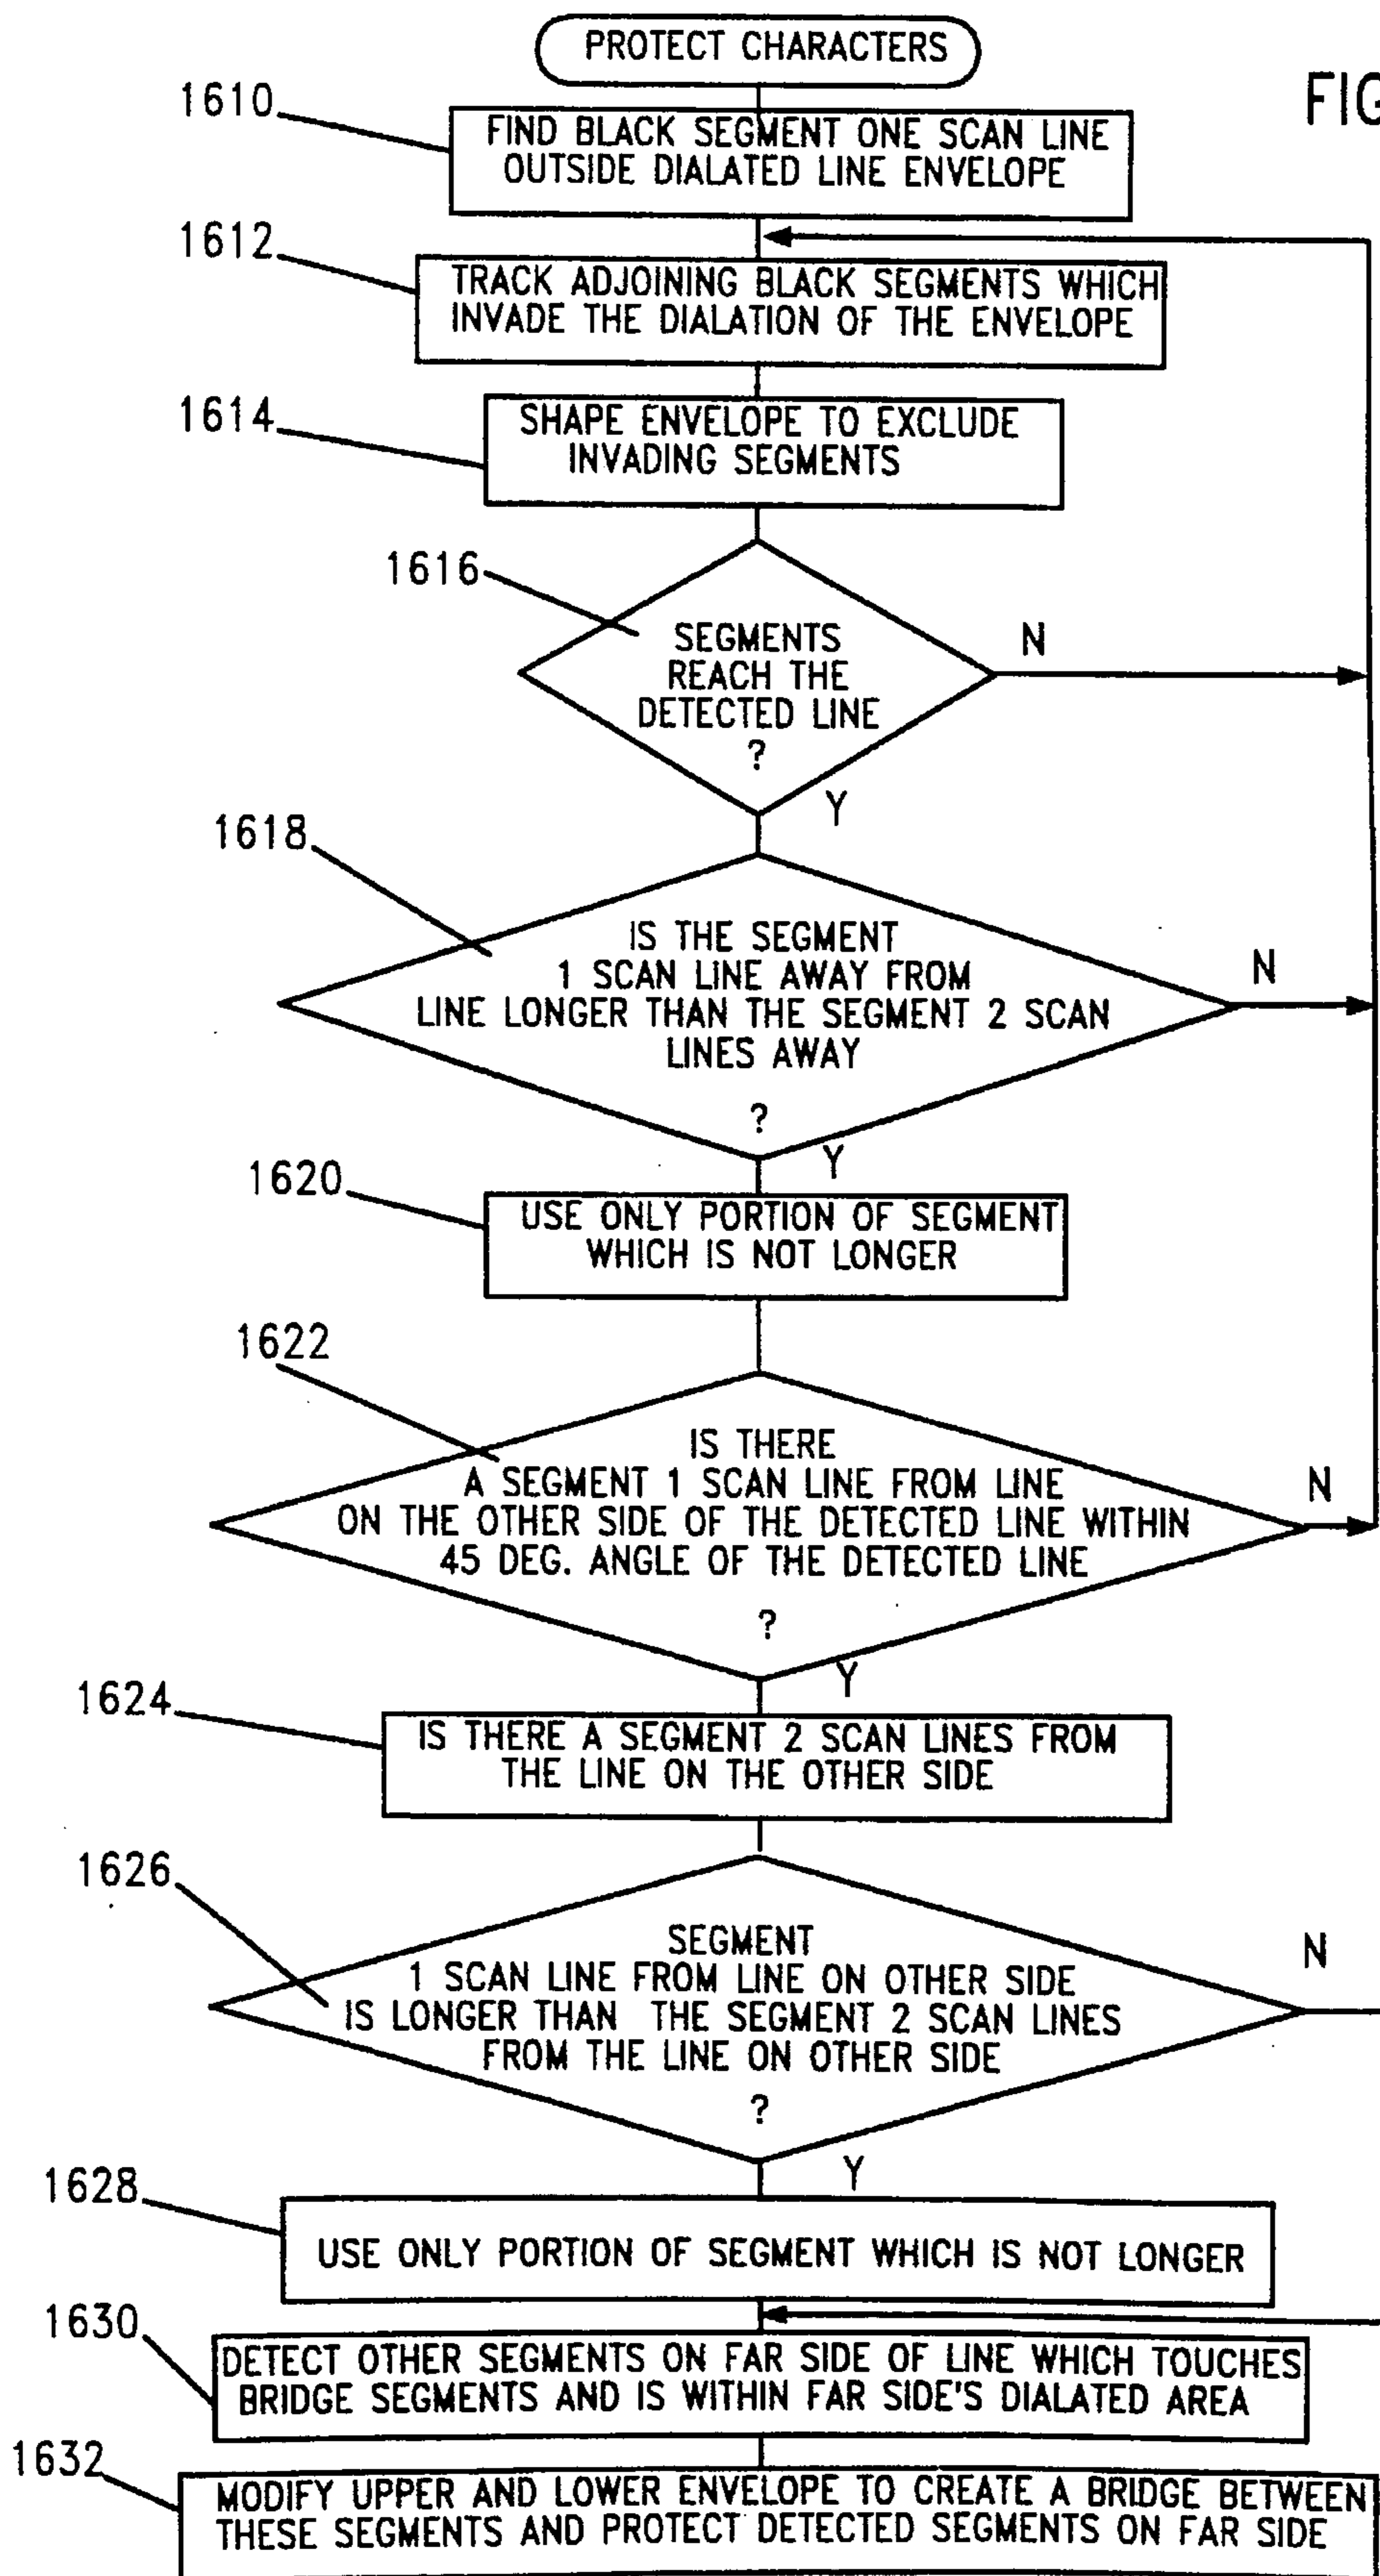 PROTECT CHARACTERS
FIG
1610
FIND BLACK SEGMENT ONE SCAN LINE
OUTSIDE DIALATED LINE ENVELOPE
1612
TRACK ADJOINING BLACK SEGMENTS WHICH
INVADE THE DIALATION OF THE ENVELOPE
1614
SHAPE ENVELOPE TO EXCLUDE
INVADING SEGMENTS
1616
SEGMENTS
REACH THE
DETECTED LINE
?
N
Y
1618
IS THE SEGMENT
1 SCAN LINE AWAY FROM
LINE LONGER THAN THE SEGMENT 2 SCAN
LINES AWAY
?
N
Y
1620
USE ONLY PORTION OF SEGMENT
WHICH IS NOT LONGER
1622
IS THERE
A SEGMENT 1 SCAN LINE FROM LINE
ON THE OTHER SIDE OF THE DETECTED LINE WITHIN
45 DEG. ANGLE OF THE DETECTED LINE
?
N
Y
1624
IS THERE A SEGMENT 2 SCAN LINES FROM
THE LINE ON THE OTHER SIDE
1626
SEGMENT
1 SCAN LINE FROM LINE ON OTHER SIDE
IS LONGER THAN THE SEGMENT 2 SCAN LINES
FROM THE LINE ON OTHER SIDE
?
N
Y
1628
USE ONLY PORTION OF SEGMENT WHICH IS NOT LONGER
1630
DETECT OTHER SEGMENTS ON FAR SIDE OF LINE WHICH TOUCHES
BRIDGE SEGMENTS AND IS WITHIN FAR SIDE'S DIALATED AREA
1632
MODIFY UPPER AND LOWER ENVELOPE TO CREATE A BRIDGE BETWEEN
THESE SEGMENTS AND PROTECT DETECTED SEGMENTS ON FAR SIDE